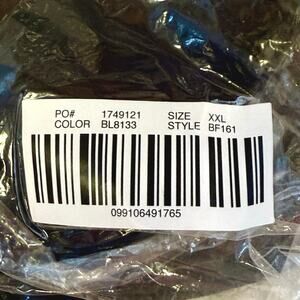 PO# 1749121 SIZE XXL
COLOR BL8133 STYLE BF161
099106491765